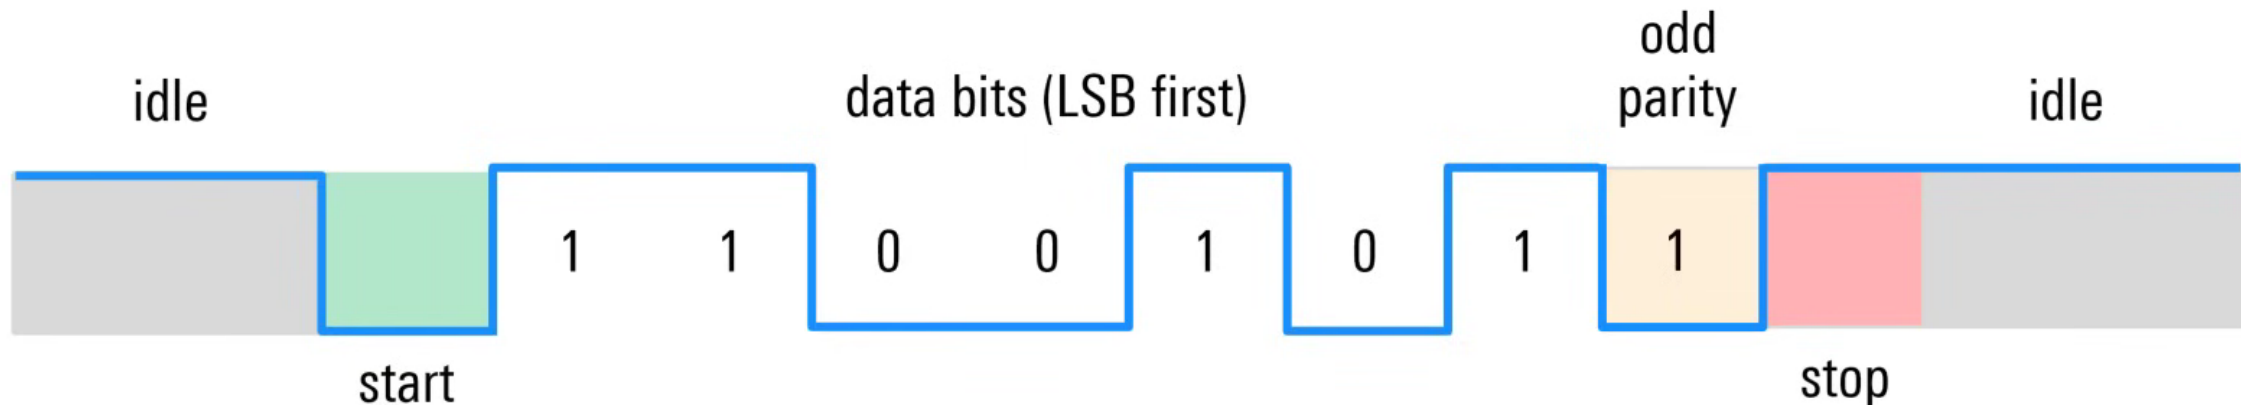 idle
data bits (LSB first)
odd
parity
idle
1 1 0 0 1 0 1 1
start
stop